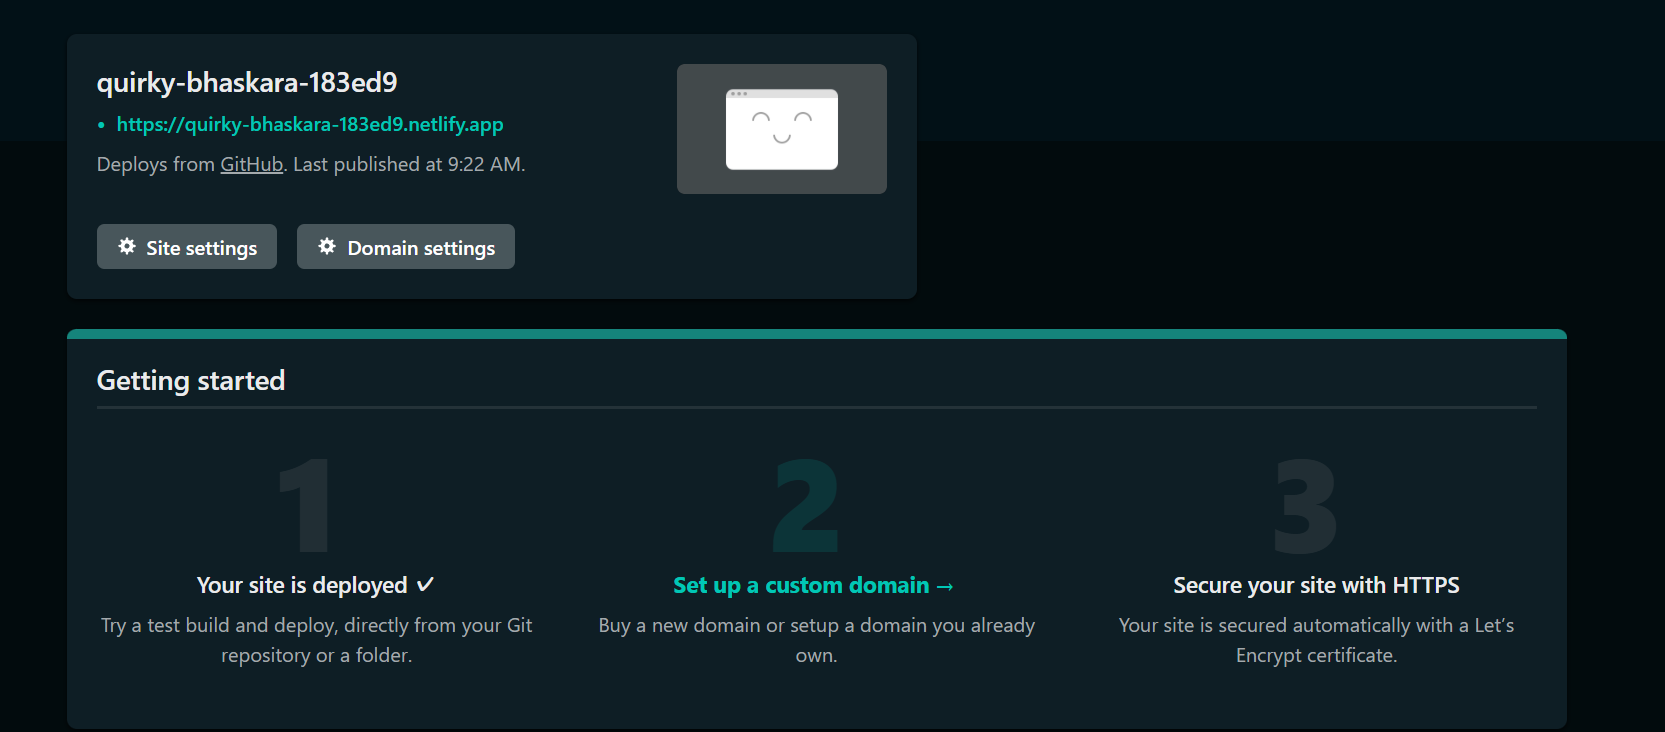 quirky-bhaskara-183ed9
• https://quirky-bhaskara-183ed9.netlify.app
Deploys from GitHub. Last published at 9:22 AM.
Site settings
Domain settings
Getting started
1
Your site is deployed ✓
Try a test build and deploy, directly from your Git
repository or a folder.
2
Set up a custom domain →
Buy a new domain or setup a domain you already
own.
3
Secure your site with HTTPS
Your site is secured automatically with a Let’s
Encrypt certificate.